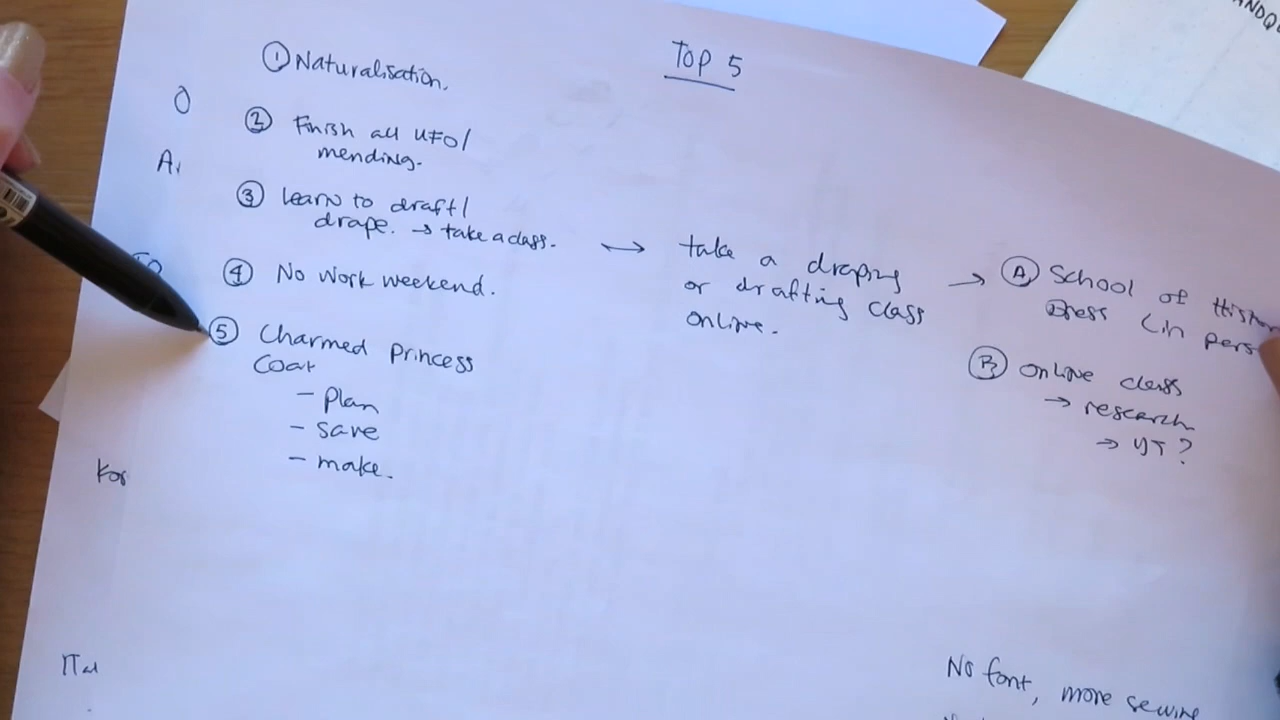 Top 5
① Naturalisation.
② Finish all UFO/
mending.
③ learn to draft/
drape. → take a class.
↔ take a draping
or drafting class
online.
→ Ⓐ School of
Dress (in
Ⓑ online class
→ research
→ YT?
④ No work weekend.
⑤ Charmed Princess
Coat
- plan
- save
- make.
No font, more sewing